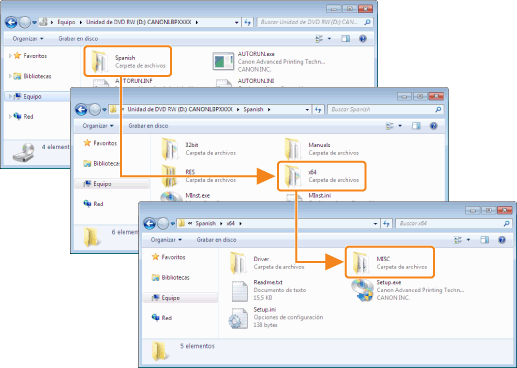 Equipo ▸ Unidad de DVD RW (D:) CANONLBPXXXX ▸
Buscar Unidad de DVD RW (D:) CANON...
Organizar
Grabar en disco
Favoritos
Bibliotecas
Equipo
Red
Spanish
Carpeta de archivos
AUTORUN.exe
Canon Advanced Printing Techn...
CANON INC.
AUTORUN.INF
AUTORUN.INI
4 elementos
Unidad de DVD RW (D:) CANONLBPXXXX ▸ Spanish ▸
Buscar Spanish
Organizar
Grabar en disco
Favoritos
Bibliotecas
Equipo
Red
32bit
Carpeta de archivos
Manuals
Carpeta de archivos
RES
Carpeta de archivos
x64
Carpeta de archivos
MInst.exe
MInst.ini
6 elementos
« Spanish ▸ x64 ▸
Buscar x64
Organizar
Grabar en disco
Favoritos
Bibliotecas
Equipo
Red
Driver
Carpeta de archivos
MISC
Carpeta de archivos
Readme.txt
Documento de texto
15,5 KB
Setup.exe
Canon Advanced Printing Techn...
CANON INC.
Setup.ini
Opciones de configuración
138 bytes
5 elementos